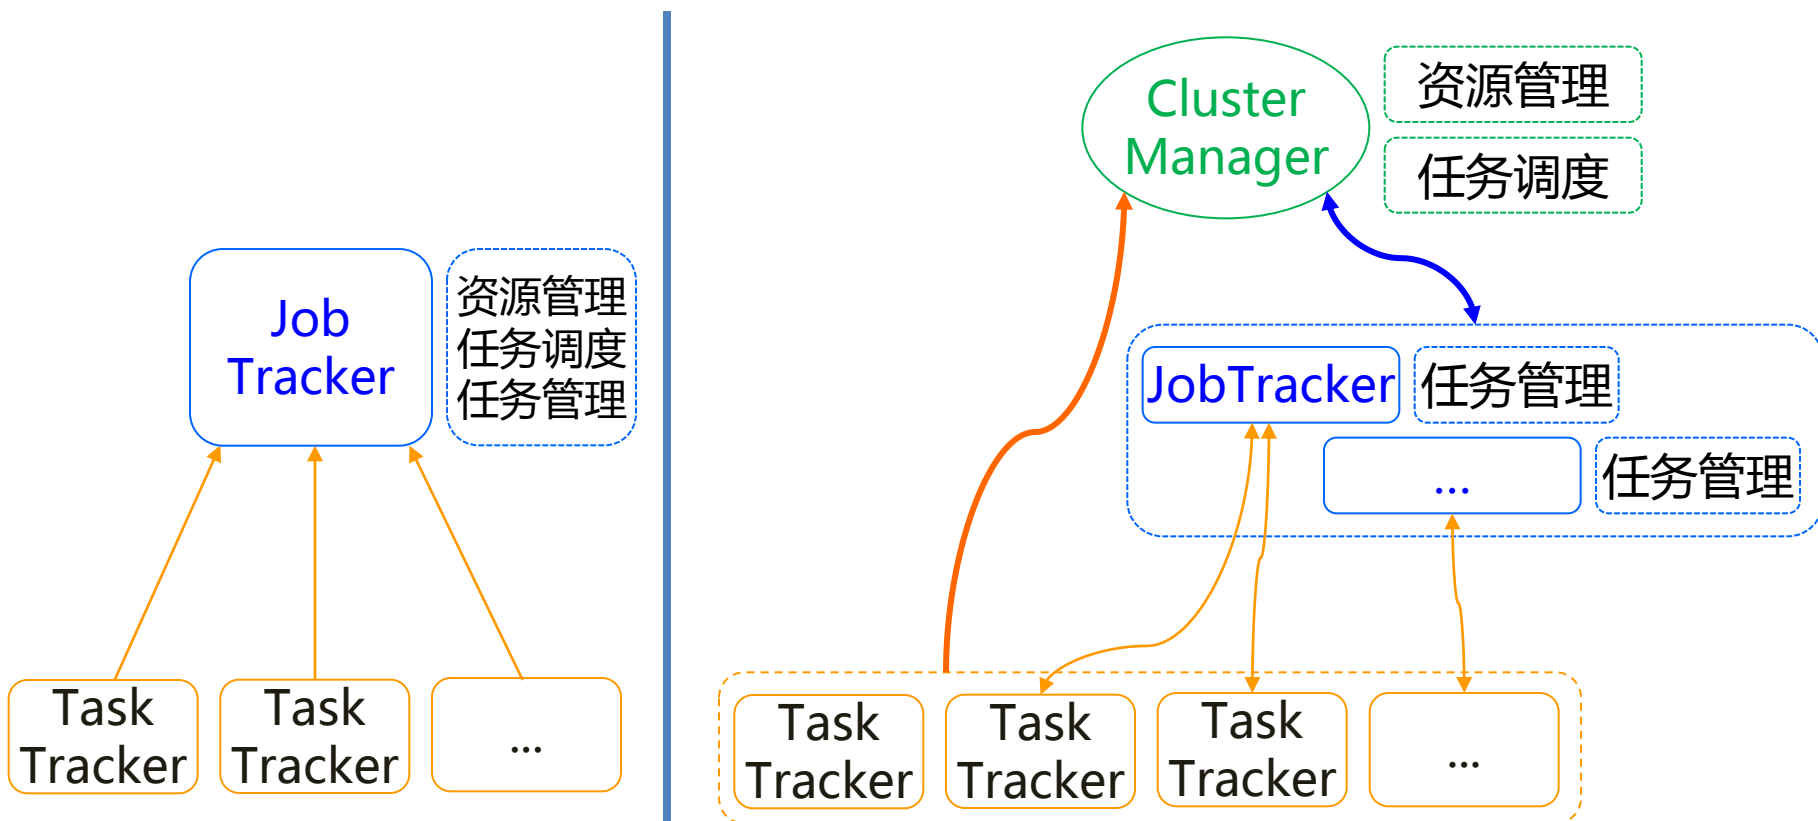 Job
Tracker
资源管理
任务调度
任务管理
Task
Tracker
Task
Tracker
...
Cluster
Manager
资源管理
任务调度
JobTracker
任务管理
...
任务管理
Task
Tracker
Task
Tracker
Task
Tracker
...